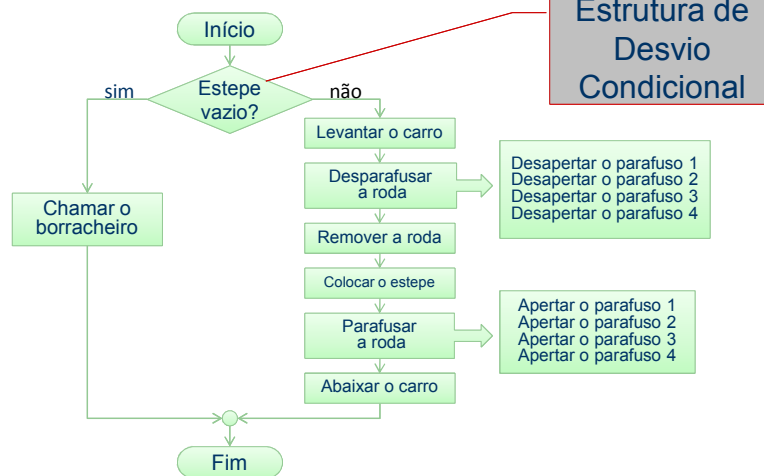 Estrutura de
Desvio
Condicional
Início
Estepe
vazio?
sim
não
Levantar o carro
Desparafusar
a roda
Desapertar o parafuso 1
Desapertar o parafuso 2
Desapertar o parafuso 3
Desapertar o parafuso 4
Chamar o
borracheiro
Remover a roda
Colocar o estepe
Parafusar
a roda
Apertar o parafuso 1
Apertar o parafuso 2
Apertar o parafuso 3
Apertar o parafuso 4
Abaixar o carro
Fim